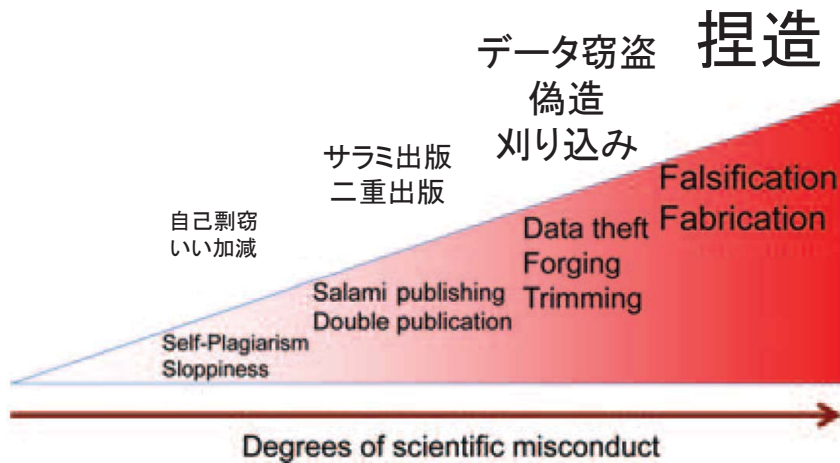 捏造
データ窃盗
偽造
刈り込み
サラミ出版
二重出版
自己剽窃
いい加減
Falsification
Fabrication
Data theft
Forging
Trimming
Salami publishing
Double publication
Self-Plagiarism
Sloppiness
Degrees of scientific misconduct